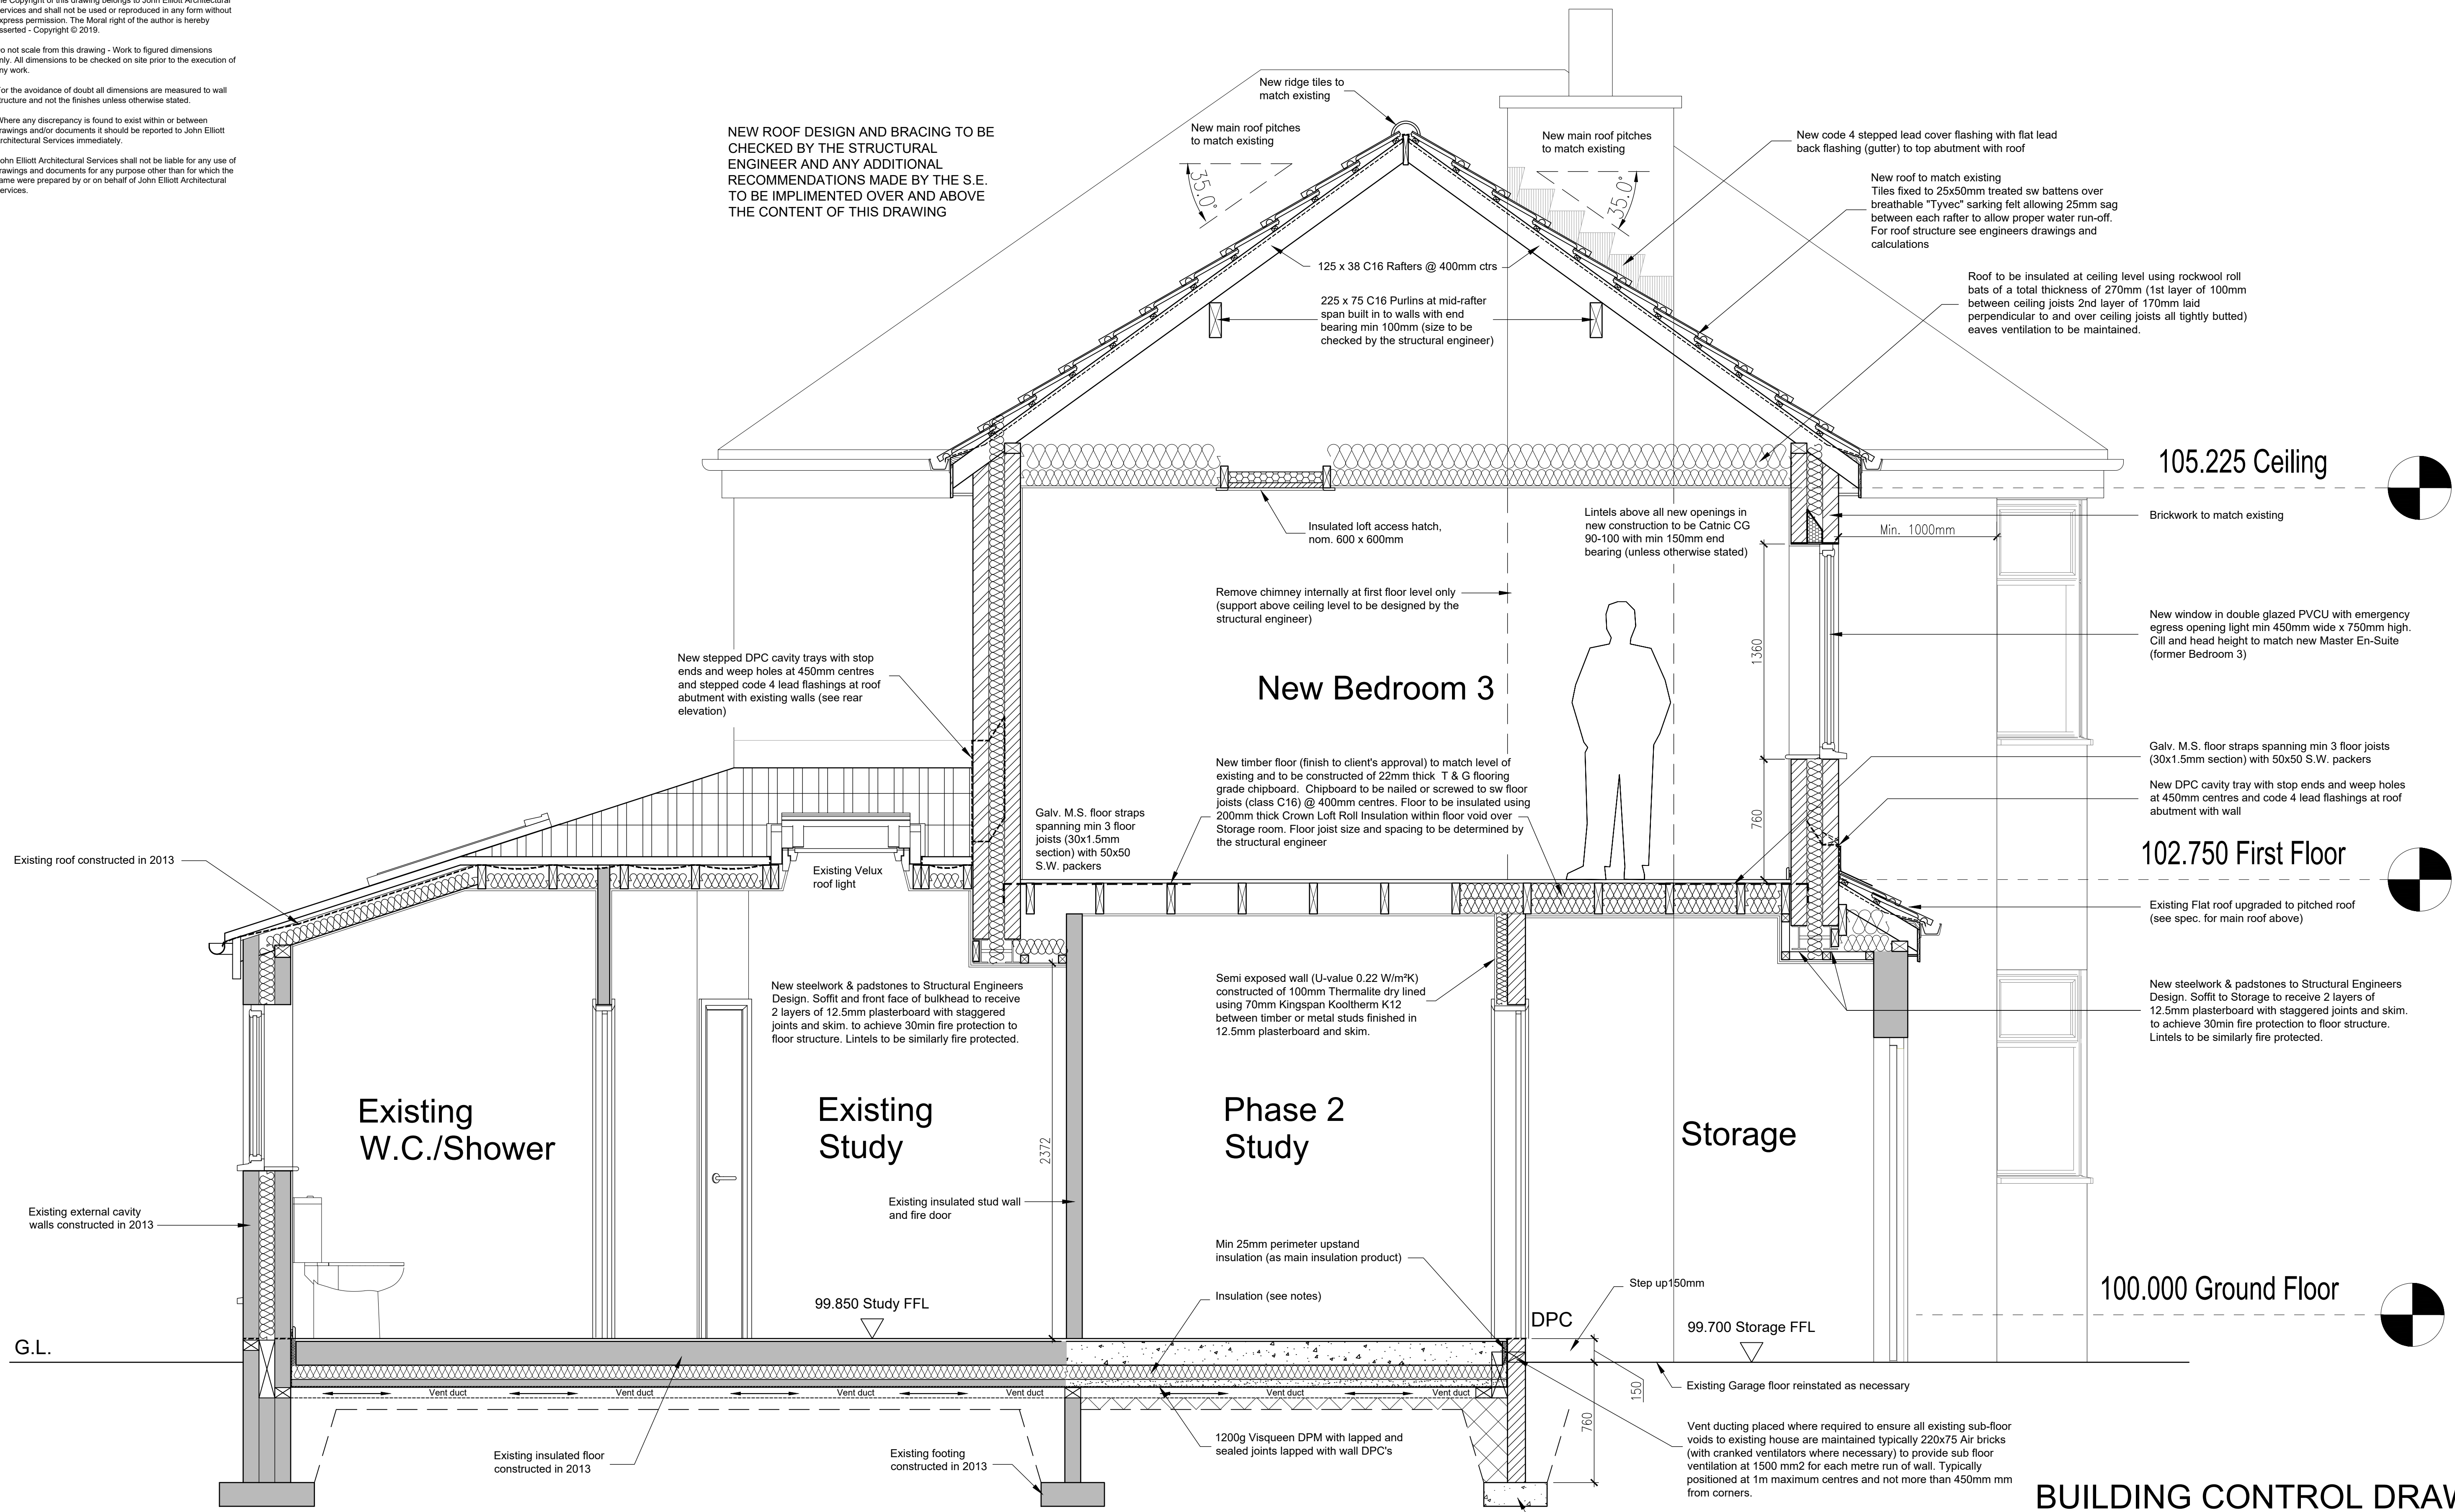 he Copyright of this drawing belongs to John Elliott Architectural
ervices and shall not be used or reproduced in any form without
xpress permission. The Moral right of the author is hereby
sserted - Copyright © 2019.
o not scale from this drawing - Work to figured dimensions
nly. All dimensions to be checked on site prior to the execution of
ny work.
or the avoidance of doubt all dimensions are measured to wall
tructure and not the finishes unless otherwise stated.
Where any discrepancy is found to exist within or between
rawings and/or documents it should be reported to John Elliott
rchitectural Services immediately.
ohn Elliott Architectural Services shall not be liable for any use of
rawings and documents for any purpose other than for which the
ame were prepared by or on behalf of John Elliott Architectural
ervices.
NEW ROOF DESIGN AND BRACING TO BE
CHECKED BY THE STRUCTURAL
ENGINEER AND ANY ADDITIONAL
RECOMMENDATIONS MADE BY THE S.E.
TO BE IMPLIMENTED OVER AND ABOVE
THE CONTENT OF THIS DRAWING
New ridge tiles to
match existing
New main roof pitches
to match existing
35.0°
New main roof pitches
to match existing
35.0°
New code 4 stepped lead cover flashing with flat lead
back flashing (gutter) to top abutment with roof
New roof to match existing
Tiles fixed to 25x50mm treated sw battens over
breathable "Tyvec" sarking felt allowing 25mm sag
between each rafter to allow proper water run-off.
For roof structure see engineers drawings and
calculations
125 x 38 C16 Rafters @ 400mm ctrs
225 x 75 C16 Purlins at mid-rafter
span built in to walls with end
bearing min 100mm (size to be
checked by the structural engineer)
Roof to be insulated at ceiling level using rockwool roll
bats of a total thickness of 270mm (1st layer of 100mm
between ceiling joists 2nd layer of 170mm laid
perpendicular to and over ceiling joists all tightly butted)
eaves ventilation to be maintained.
105.225 Ceiling
Insulated loft access hatch,
nom. 600 x 600mm
Lintels above all new openings in
new construction to be Catnic CG
90-100 with min 150mm end
bearing (unless otherwise stated)
Brickwork to match existing
Min. 1000mm
Remove chimney internally at first floor level only
(support above ceiling level to be designed by the
structural engineer)
New window in double glazed PVCU with emergency
egress opening light min 450mm wide x 750mm high.
Cill and head height to match new Master En-Suite
(former Bedroom 3)
1360
New stepped DPC cavity trays with stop
ends and weep holes at 450mm centres
and stepped code 4 lead flashings at roof
abutment with existing walls (see rear
elevation)
New Bedroom 3
Galv. M.S. floor straps spanning min 3 floor joists
(30x1.5mm section) with 50x50 S.W. packers
New DPC cavity tray with stop ends and weep holes
at 450mm centres and code 4 lead flashings at roof
abutment with wall
New timber floor (finish to client's approval) to match level of
existing and to be constructed of 22mm thick T & G flooring
grade chipboard. Chipboard to be nailed or screwed to sw floor
joists (class C16) @ 400mm centres. Floor to be insulated using
200mm thick Crown Loft Roll Insulation within floor void over
Storage room. Floor joist size and spacing to be determined by
the structural engineer
760
Galv. M.S. floor straps
spanning min 3 floor
joists (30x1.5mm
section) with 50x50
S.W. packers
Existing roof constructed in 2013
Existing Velux
roof light
102.750 First Floor
Existing Flat roof upgraded to pitched roof
(see spec. for main roof above)
New steelwork & padstones to Structural Engineers
Design. Soffit and front face of bulkhead to receive
2 layers of 12.5mm plasterboard with staggered
joints and skim. to achieve 30min fire protection to
floor structure. Lintels to be similarly fire protected.
Semi exposed wall (U-value 0.22 W/m²K)
constructed of 100mm Thermalite dry lined
using 70mm Kingspan Kooltherm K12
between timber or metal studs finished in
12.5mm plasterboard and skim.
New steelwork & padstones to Structural Engineers
Design. Soffit to Storage to receive 2 layers of
12.5mm plasterboard with staggered joints and skim.
to achieve 30min fire protection to floor structure.
Lintels to be similarly fire protected.
Existing
W.C./Shower
Existing
Study
2372
Phase 2
Study
Storage
Existing external cavity
walls constructed in 2013
Existing insulated stud wall
and fire door
Min 25mm perimeter upstand
insulation (as main insulation product)
Insulation (see notes)
Step up150mm
100.000 Ground Floor
99.850 Study FFL
DPC
99.700 Storage FFL
G.L.
Vent duct
Vent duct
Vent duct
Vent duct
Vent duct
Vent duct
150
760
Existing Garage floor reinstated as necessary
Existing insulated floor
constructed in 2013
Existing footing
constructed in 2013
1200g Visqueen DPM with lapped and
sealed joints lapped with wall DPC's
Vent ducting placed where required to ensure all existing sub-floor
voids to existing house are maintained typically 220x75 Air bricks
(with cranked ventilators where necessary) to provide sub floor
ventilation at 1500 mm2 for each metre run of wall. Typically
positioned at 1m maximum centres and not more than 450mm mm
from corners.
BUILDING CONTROL DRAW